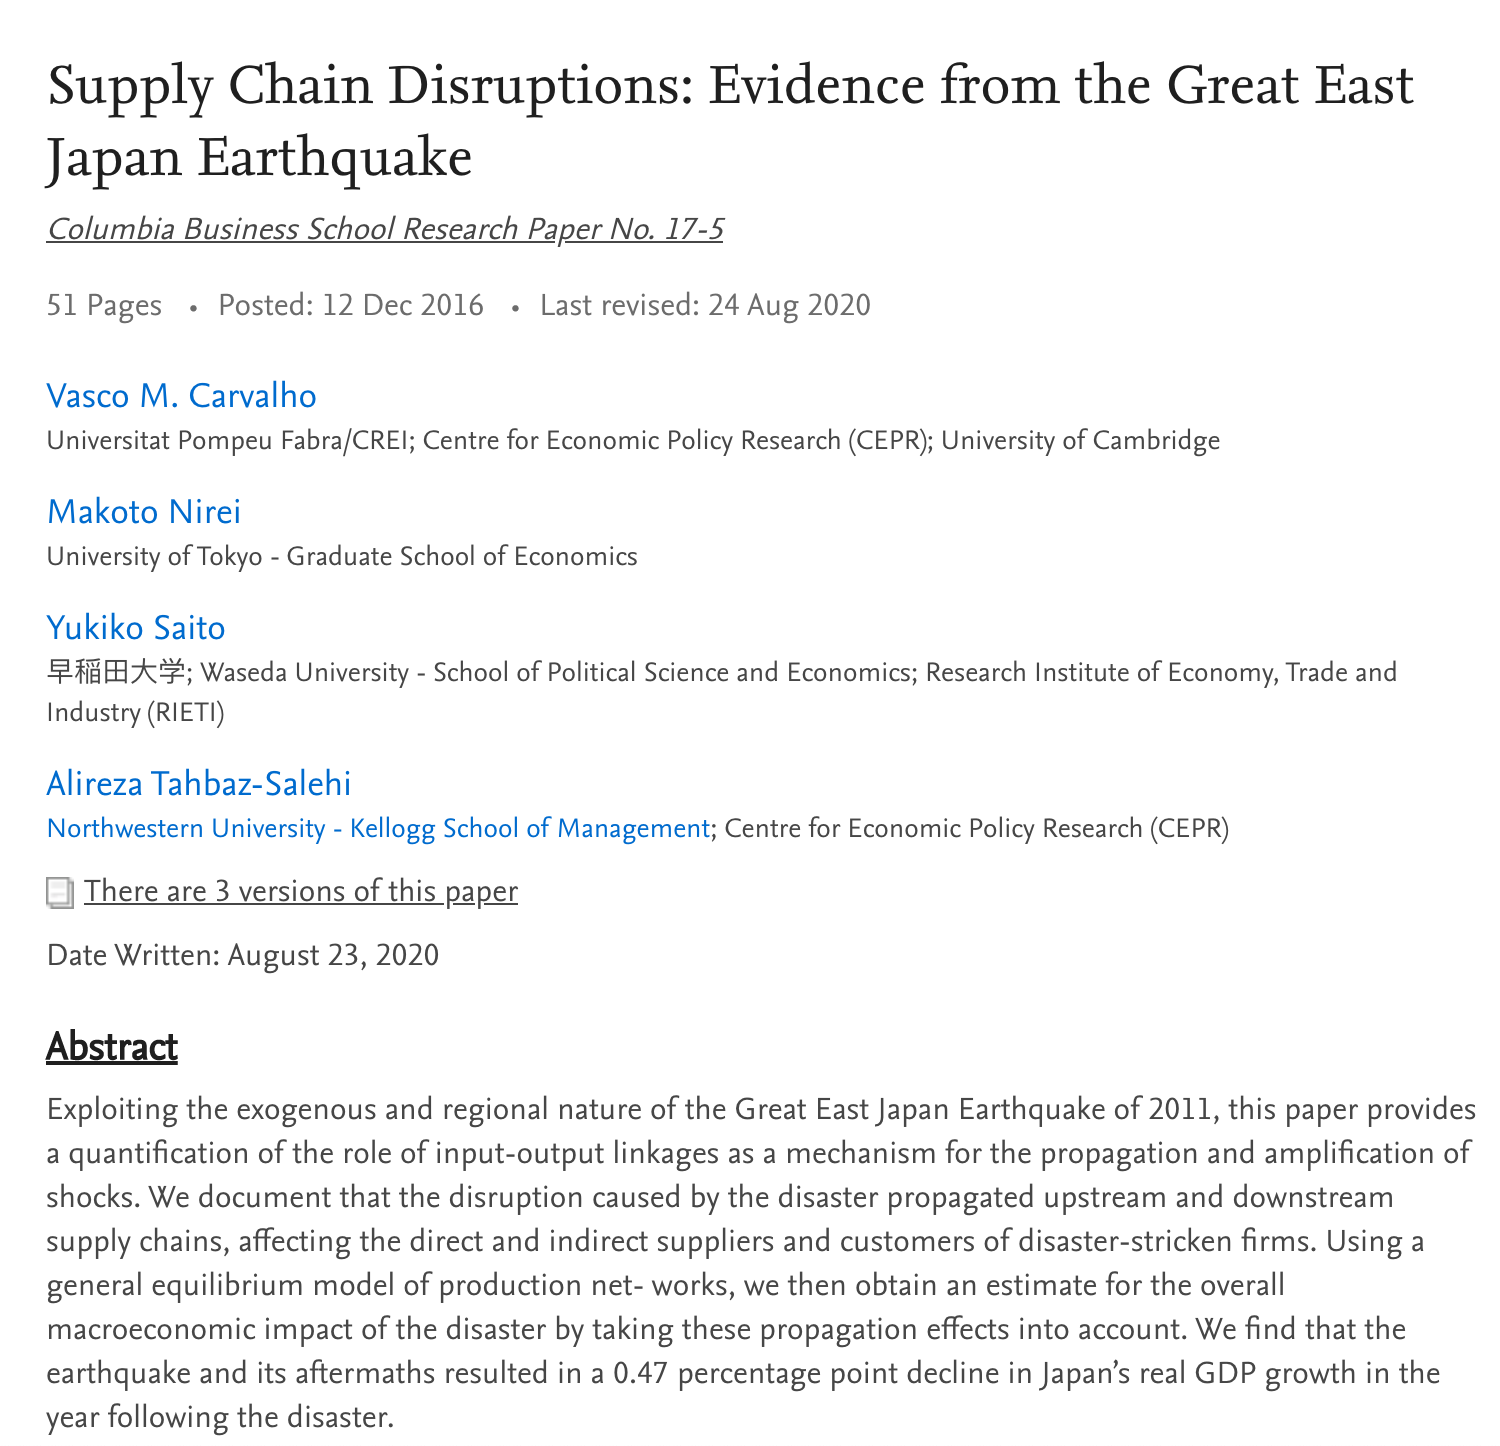 Supply Chain Disruptions: Evidence from the Great East
Japan Earthquake
Columbia Business School Research Paper No. 17-5
51 Pages • Posted: 12 Dec 2016 • Last revised: 24 Aug 2020
Vasco M. Carvalho
Universitat Pompeu Fabra/CREI; Centre for Economic Policy Research (CEPR); University of Cambridge
Makoto Nirei
University of Tokyo - Graduate School of Economics
Yukiko Saito
早稲田大学; Waseda University - School of Political Science and Economics; Research Institute of Economy, Trade and
Industry (RIETI)
Alireza Tahbaz-Salehi
Northwestern University - Kellogg School of Management; Centre for Economic Policy Research (CEPR)
There are 3 versions of this paper
Date Written: August 23, 2020
Abstract
Exploiting the exogenous and regional nature of the Great East Japan Earthquake of 2011, this paper provides
a quantification of the role of input-output linkages as a mechanism for the propagation and amplification of
shocks. We document that the disruption caused by the disaster propagated upstream and downstream
supply chains, affecting the direct and indirect suppliers and customers of disaster-stricken firms. Using a
general equilibrium model of production net- works, we then obtain an estimate for the overall
macroeconomic impact of the disaster by taking these propagation effects into account. We find that the
earthquake and its aftermaths resulted in a 0.47 percentage point decline in Japan’s real GDP growth in the
year following the disaster.